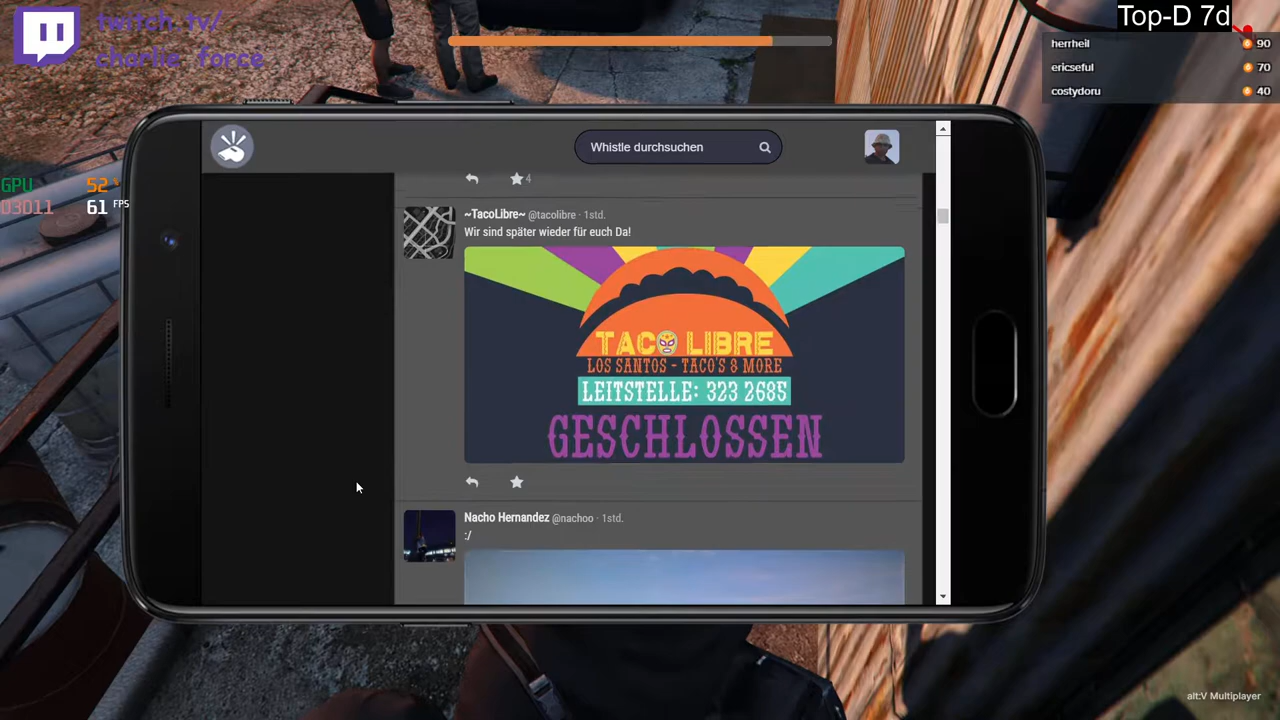 twitch.tv/
charlie_force
Top-D 7d
herrheil 90
ericseful 70
costydoru 40
GPU 52 %
03011 61 FPS
Whistle durchsuchen
4
~TacoLibre~ @tacolibre · 1std.
Wir sind später wieder für euch Da!
TACO LIBRE
LOS SANTOS - TACO'S & MORE
LEITSTELLE: 323 2685
GESCHLOSSEN
Nacho Hernandez @nachoo · 1std.
:/
alt:V Multiplayer